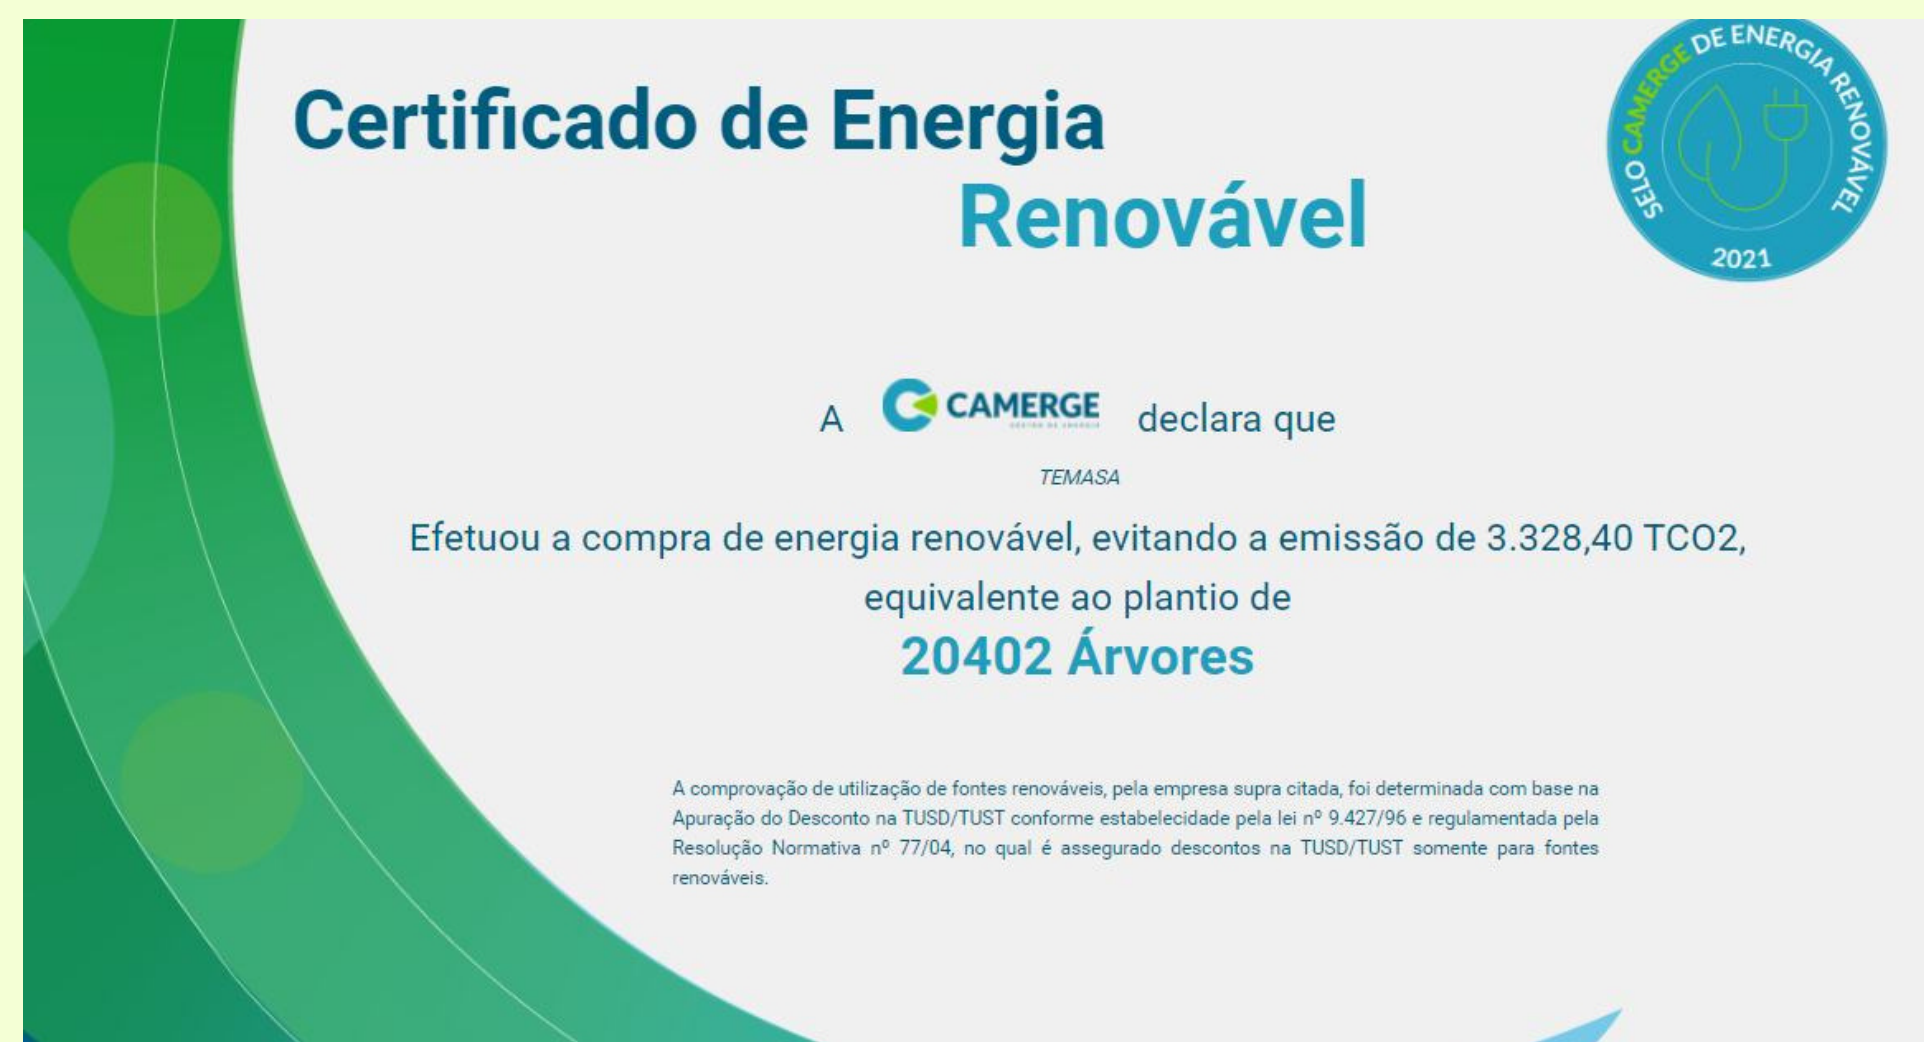 Certificado de Energia
Renovável
SELO CAMERGE DE ENERGIA RENOVÁVEL
2021
A CAMERGE declara que
GESTÃO DE ENERGIA
TEMASA
Efetuou a compra de energia renovável, evitando a emissão de 3.328,40 TCO2,
equivalente ao plantio de
20402 Árvores
A comprovação de utilização de fontes renováveis, pela empresa supra citada, foi determinada com base na
Apuração do Desconto na TUSD/TUST conforme estabelecidade pela lei nº 9.427/96 e regulamentada pela
Resolução Normativa nº 77/04, no qual é assegurado descontos na TUSD/TUST somente para fontes
renováveis.